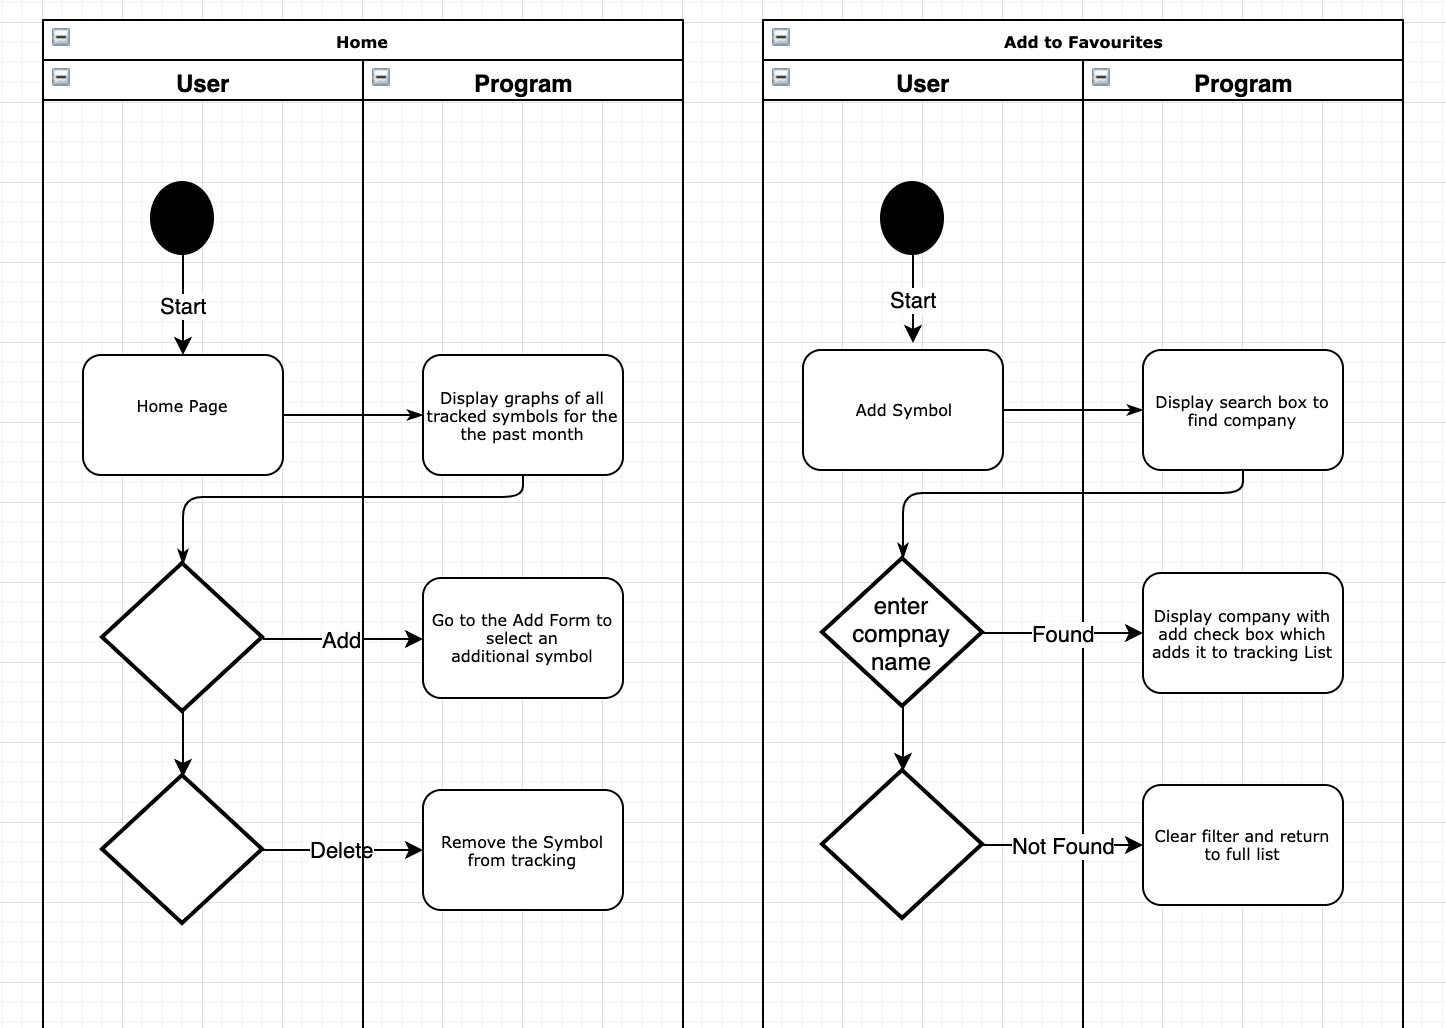 Home
User
Program
Start
Home Page
Display graphs of all
tracked symbols for the
the past month
Add
Go to the Add Form to
select an
additional symbol
Delete
Remove the Symbol
from tracking
Add to Favourites
User
Program
Start
Add Symbol
Display search box to
find company
enter
compnay
name
Found
Display company with
add check box which
adds it to tracking List
Not Found
Clear filter and return
to full list